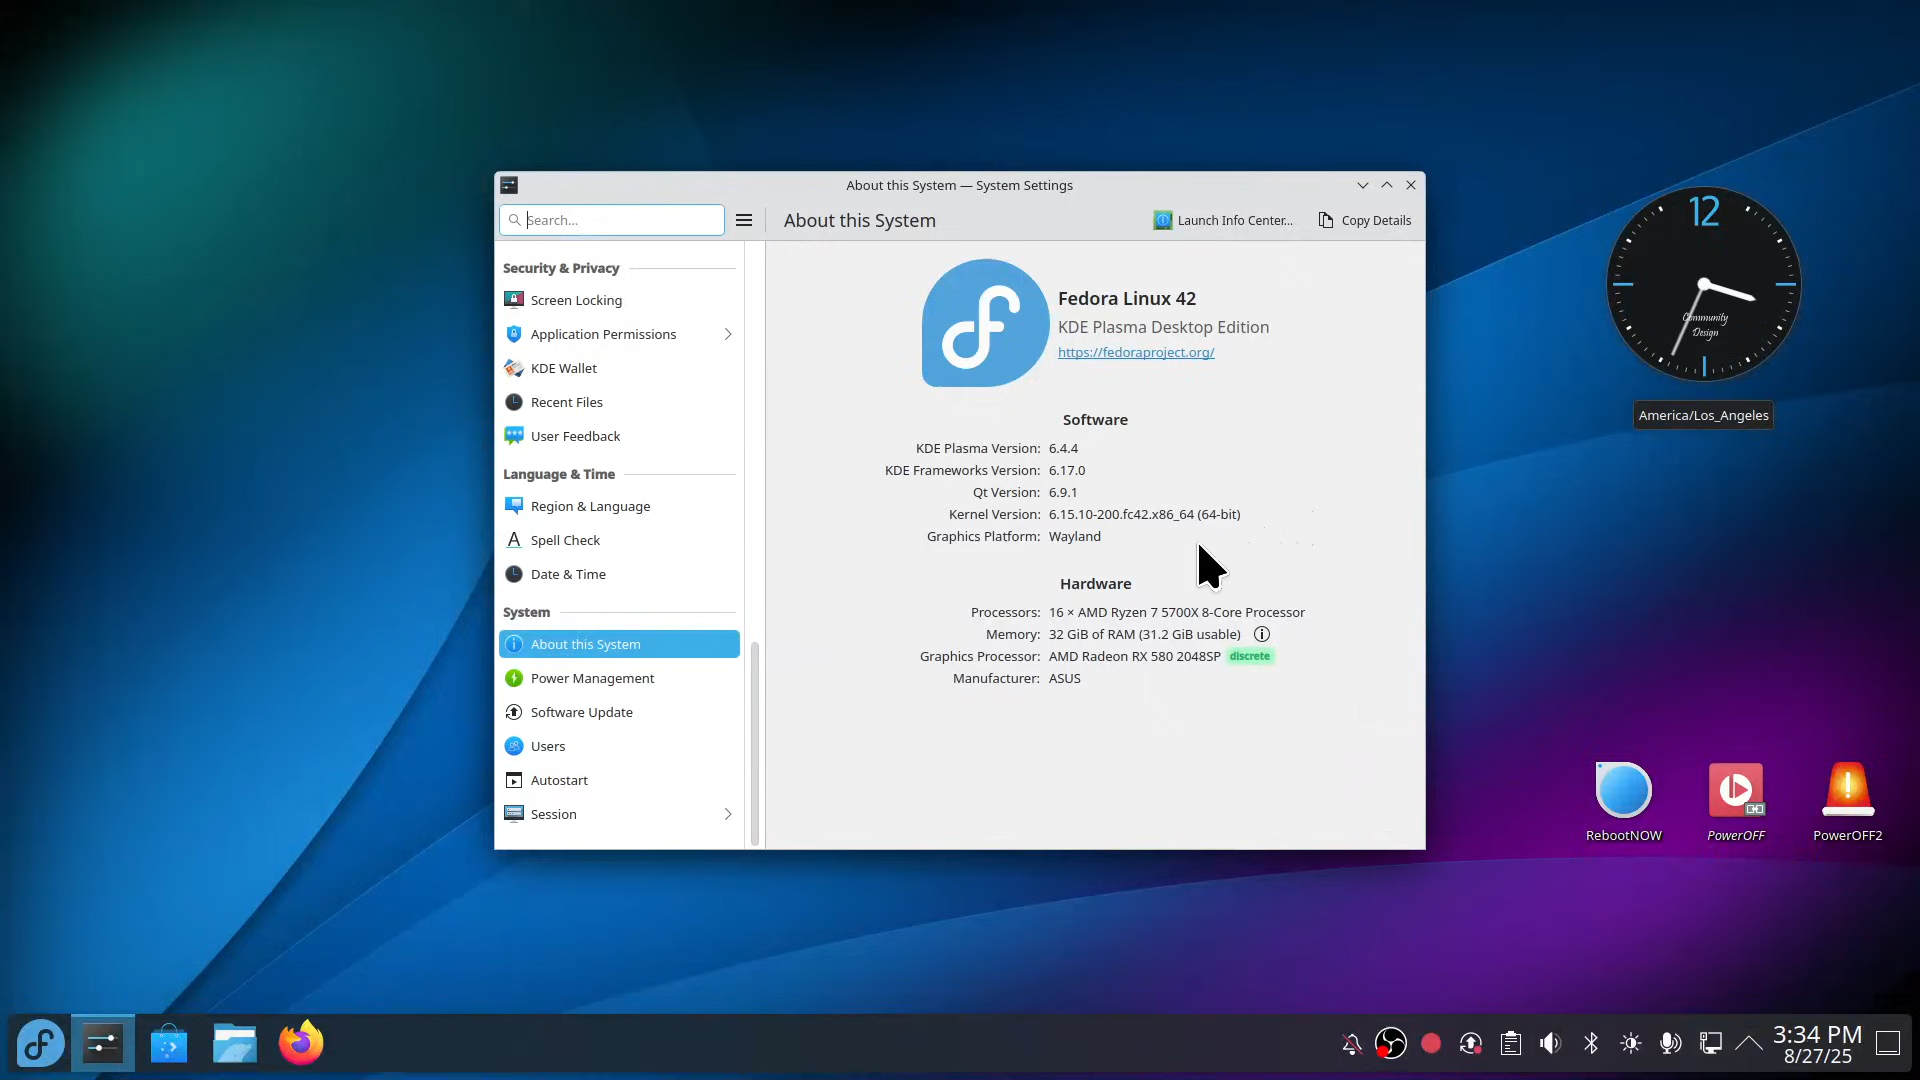 About this System — System Settings
Search...
About this System
Launch Info Center...
Copy Details
Security & Privacy
Screen Locking
Application Permissions
KDE Wallet
Recent Files
User Feedback
Language & Time
Region & Language
Spell Check
Date & Time
System
About this System
Power Management
Software Update
Users
Autostart
Session
Fedora Linux 42
KDE Plasma Desktop Edition
https://fedoraproject.org/
Software
KDE Plasma Version: 6.4.4
KDE Frameworks Version: 6.17.0
Qt Version: 6.9.1
Kernel Version: 6.15.10-200.fc42.x86_64 (64-bit)
Graphics Platform: Wayland
Hardware
Processors: 16 × AMD Ryzen 7 5700X 8-Core Processor
Memory: 32 GiB of RAM (31.2 GiB usable)
Graphics Processor: AMD Radeon RX 580 2048SP discrete
Manufacturer: ASUS
12
Community
Design
America/Los_Angeles
RebootNOW
PowerOFF
PowerOFF2
3:34 PM
8/27/25